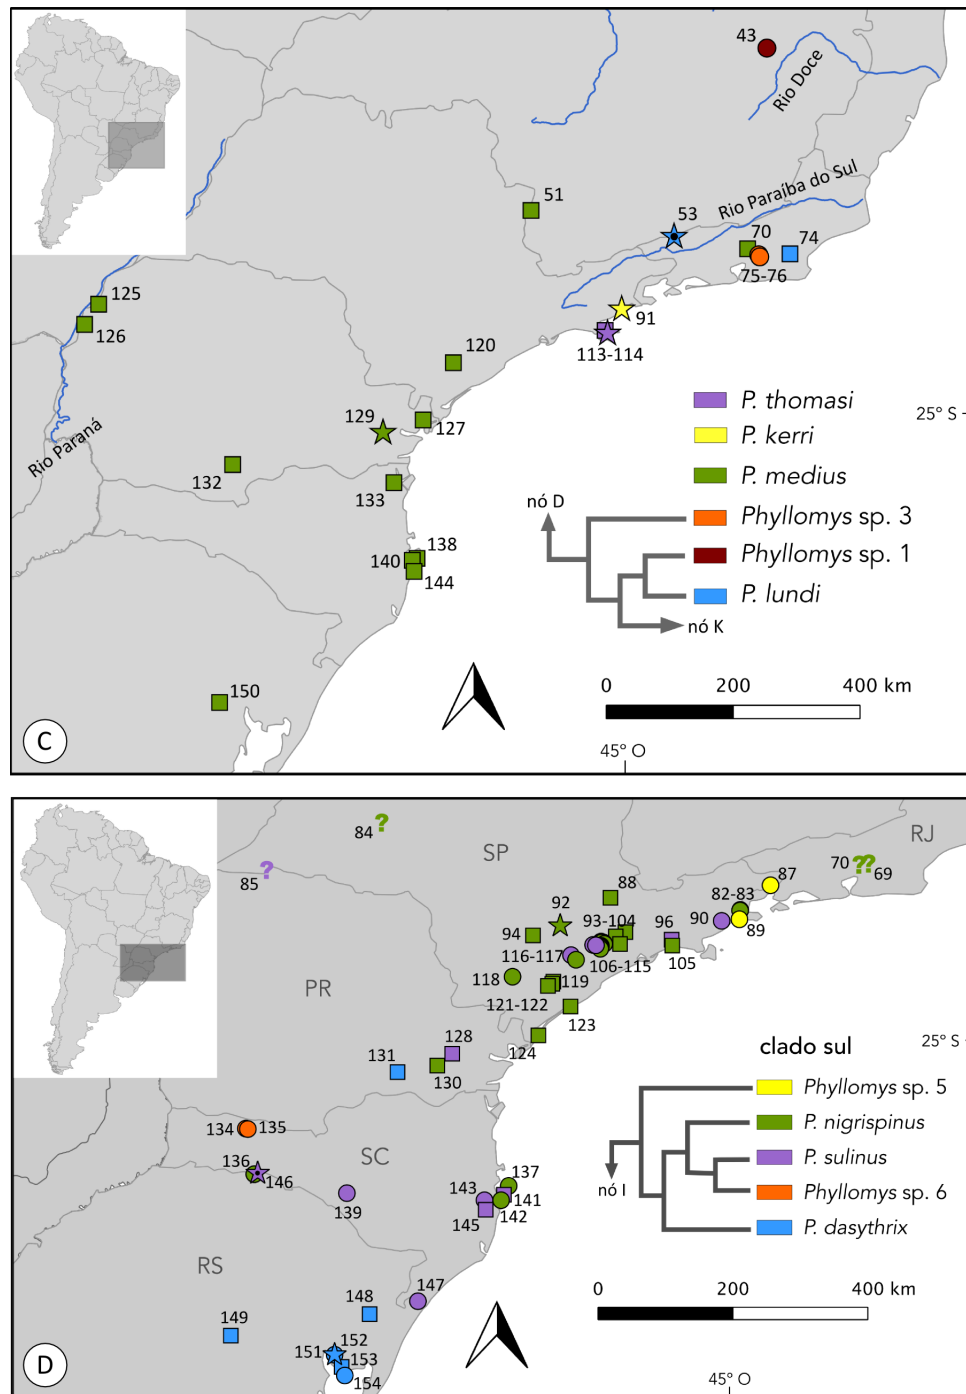 43
Rio Doce
51
53
Rio Paraíba do Sul
70
74
75-76
125
126
91
113-114
120
129
127
Rio Paraná
132
133
138
140
144
150
P. thomasi
25° S
P. kerri
P. medius
nó D
Phyllomys sp. 3
Phyllomys sp. 1
P. lundi
nó K
0 200 400 km
45° O
C
84 ?
SP
RJ
85 ?
70 ?? 69
87
88
82-83
92
93-104
90
89
94
96
116-117
106-115
105
118
119
PR
121-122
123
124
128
131
130
25° S
clado sul
Phyllomys sp. 5
P. nigrispinus
P. sulinus
nó I
Phyllomys sp. 6
P. dasythrix
134 135
136
SC
146
137
143
141
139
142
145
RS
147
148
149
152
151
153
154
0 200 400 km
45° O
D